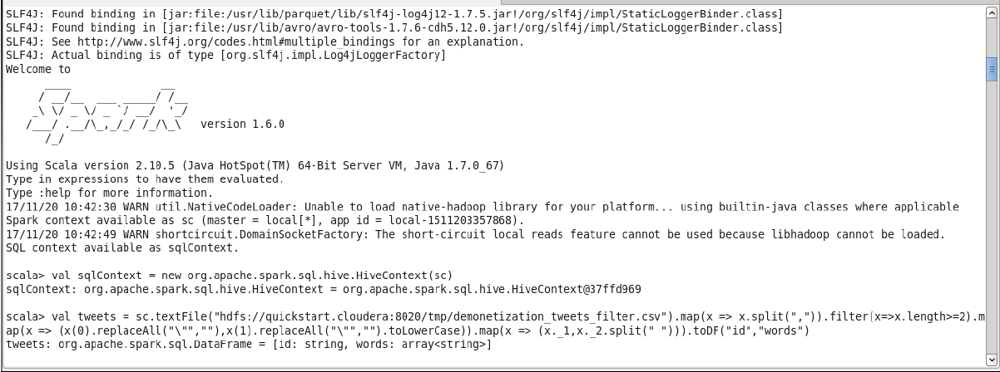 SLF4J: Found binding in [jar:file:/usr/lib/parquet/lib/slf4j-log4j12-1.7.5.jar!/org/slf4j/impl/StaticLoggerBinder.class]
SLF4J: Found binding in [jar:file:/usr/lib/avro/avro-tools-1.7.6-cdh5.12.0.jar!/org/slf4j/impl/StaticLoggerBinder.class]
SLF4J: See http://www.slf4j.org/codes.html#multiple_bindings for an explanation.
SLF4J: Actual binding is of type [org.slf4j.impl.Log4jLoggerFactory]
Welcome to
      ____              __
     / __/__  ___ _____/ /__
    _\ \/ _ \/ _ `/ __/  '_/
   /___/ .__/\_,_/_/ /_/\_\   version 1.6.0
      /_/
Using Scala version 2.10.5 (Java HotSpot(TM) 64-Bit Server VM, Java 1.7.0_67)
Type in expressions to have them evaluated.
Type :help for more information.
17/11/20 10:42:30 WARN util.NativeCodeLoader: Unable to load native-hadoop library for your platform... using builtin-java classes where applicable
Spark context available as sc (master = local[*], app id = local-1511203357868).
17/11/20 10:42:49 WARN shortcircuit.DomainSocketFactory: The short-circuit local reads feature cannot be used because libhadoop cannot be loaded.
SQL context available as sqlContext.
scala> val sqlContext = new org.apache.spark.sql.hive.HiveContext(sc)
sqlContext: org.apache.spark.sql.hive.HiveContext = org.apache.spark.sql.hive.HiveContext@37ffd969
scala> val tweets = sc.textFile("hdfs://quickstart.cloudera:8020/tmp/demonetization_tweets_filter.csv").map(x => x.split(",")).filter(x=>x.length>=2).m
ap(x => (x(0).replaceAll("\"",""),x(1).replaceAll("\"","").toLowerCase)).map(x => (x._1,x._2.split(" "))).toDF("id","words")
tweets: org.apache.spark.sql.DataFrame = [id: string, words: array<string>]